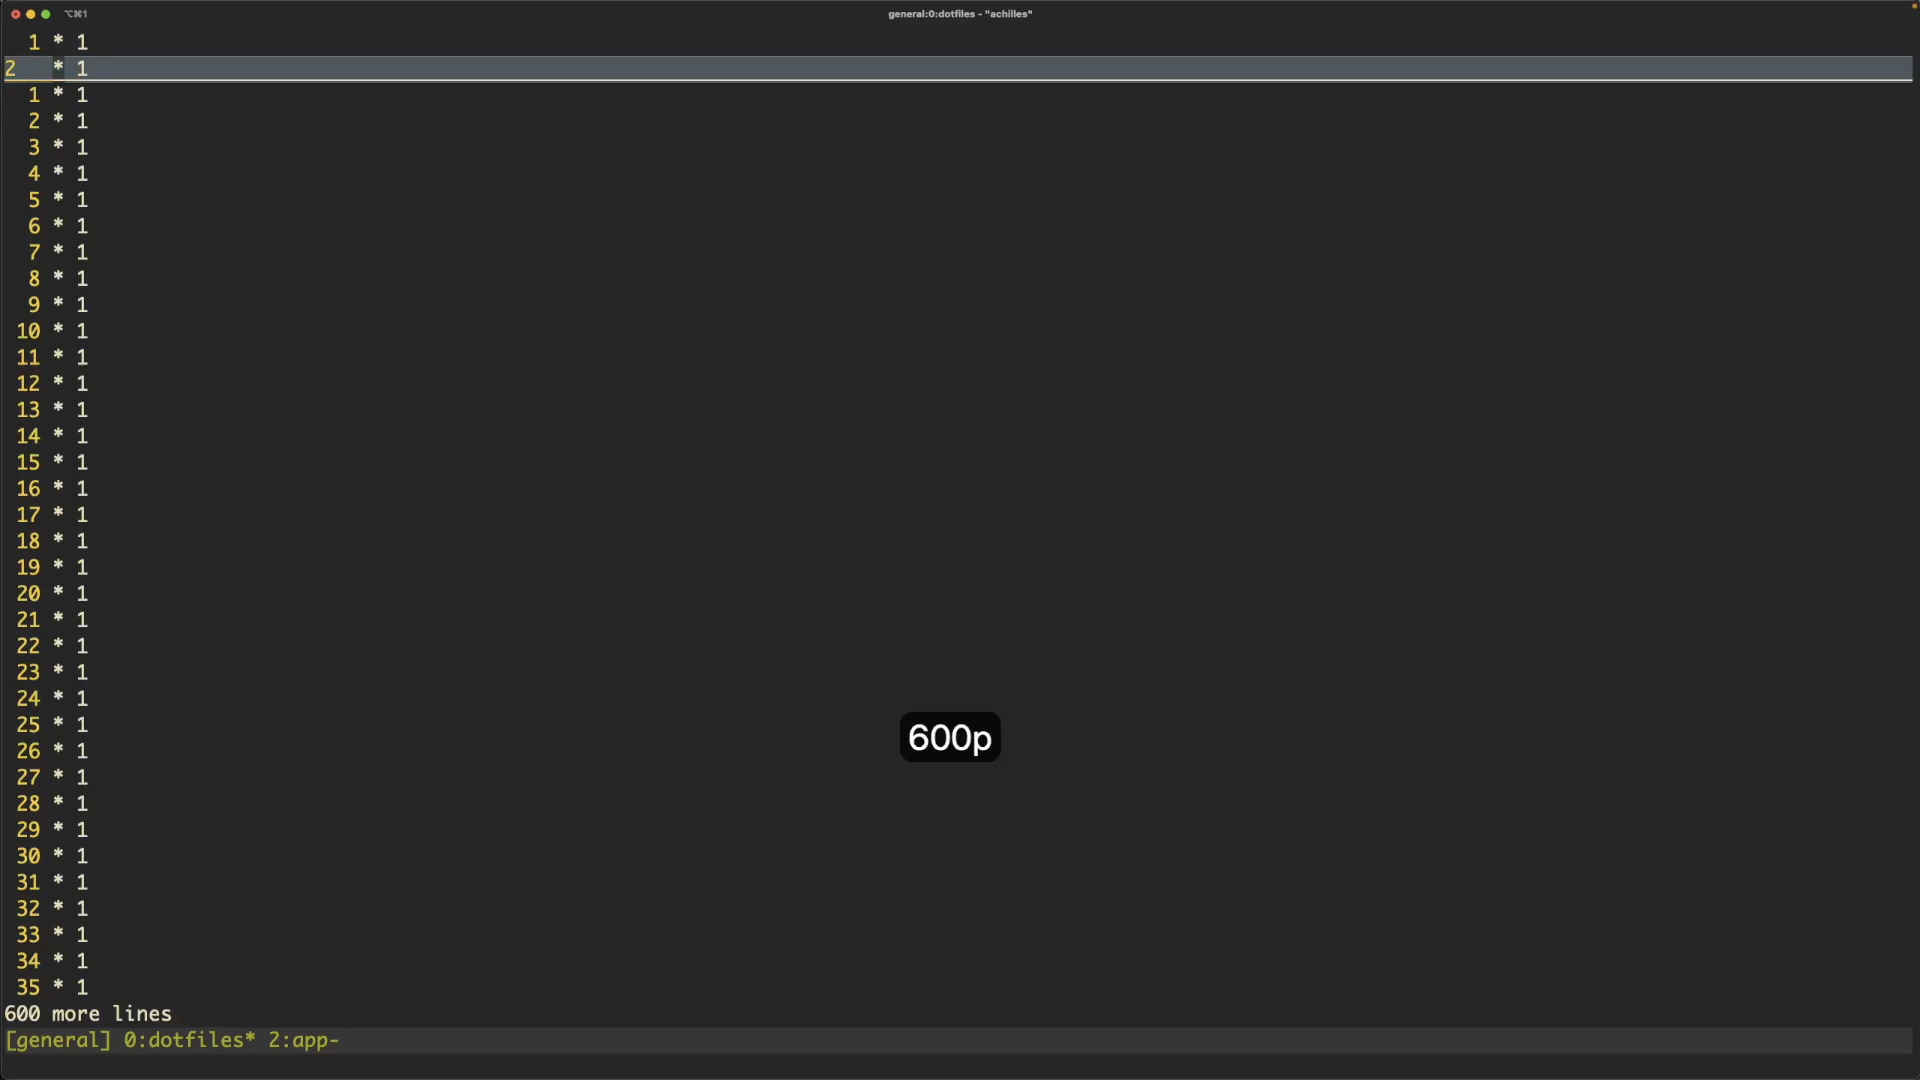 ⌥⌘1 general:0:dotfiles - "achilles"
1 * 1
2 * 1
1 * 1
2 * 1
3 * 1
4 * 1
5 * 1
6 * 1
7 * 1
8 * 1
9 * 1
10 * 1
11 * 1
12 * 1
13 * 1
14 * 1
15 * 1
16 * 1
17 * 1
18 * 1
19 * 1
20 * 1
21 * 1
22 * 1
23 * 1
24 * 1
25 * 1
600p
26 * 1
27 * 1
28 * 1
29 * 1
30 * 1
31 * 1
32 * 1
33 * 1
34 * 1
35 * 1
600 more lines
[general] 0:dotfiles* 2:app-